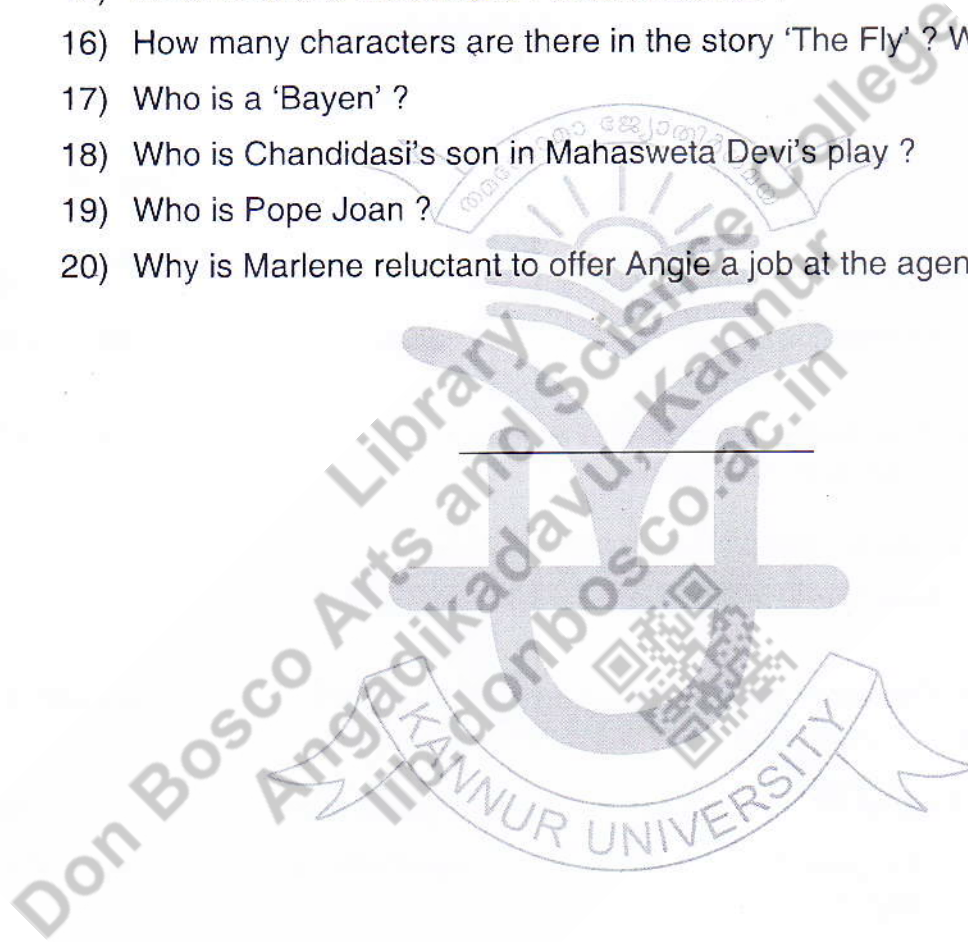 16) How many characters are there in the story 'The Fly' ? W
17) Who is a 'Bayen' ?
18) Who is Chandidasi's son in Mahasweta Devi's play ?
19) Who is Pope Joan ?
20) Why is Marlene reluctant to offer Angie a job at the agen
Library
Don Bosco Arts and Science College
Angadikadavu, Kannur
lib.donbosco.ac.in
KANNUR UNIVERSITY